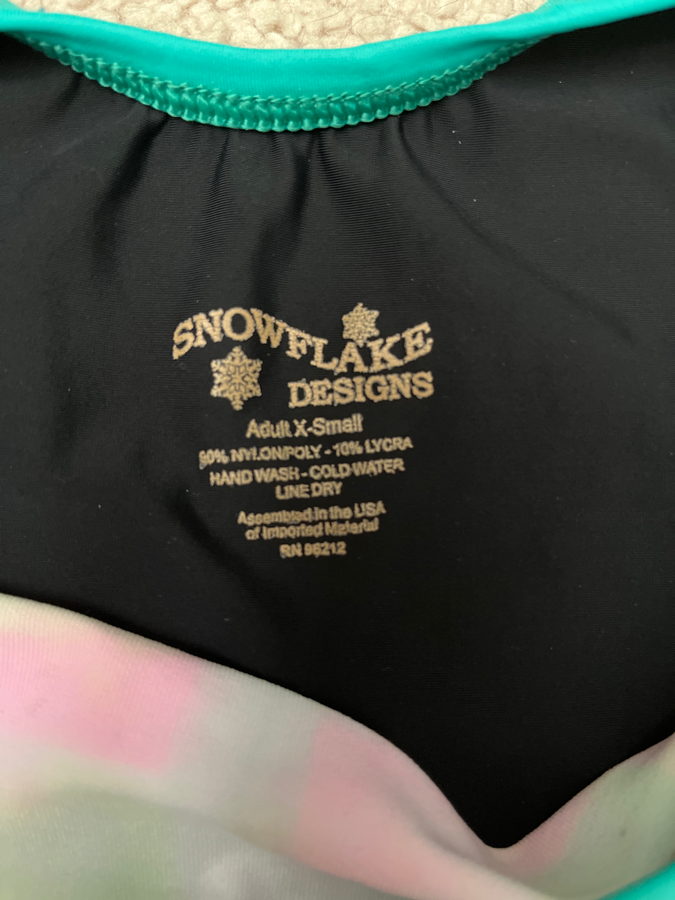 SNOWFLAKE
DESIGNS
Adult X-Small
90% NYLON/POLY - 10% LYCRA
HAND WASH - COLD WATER
LINE DRY
Assembled in the USA
of Imported Material
RN 96212